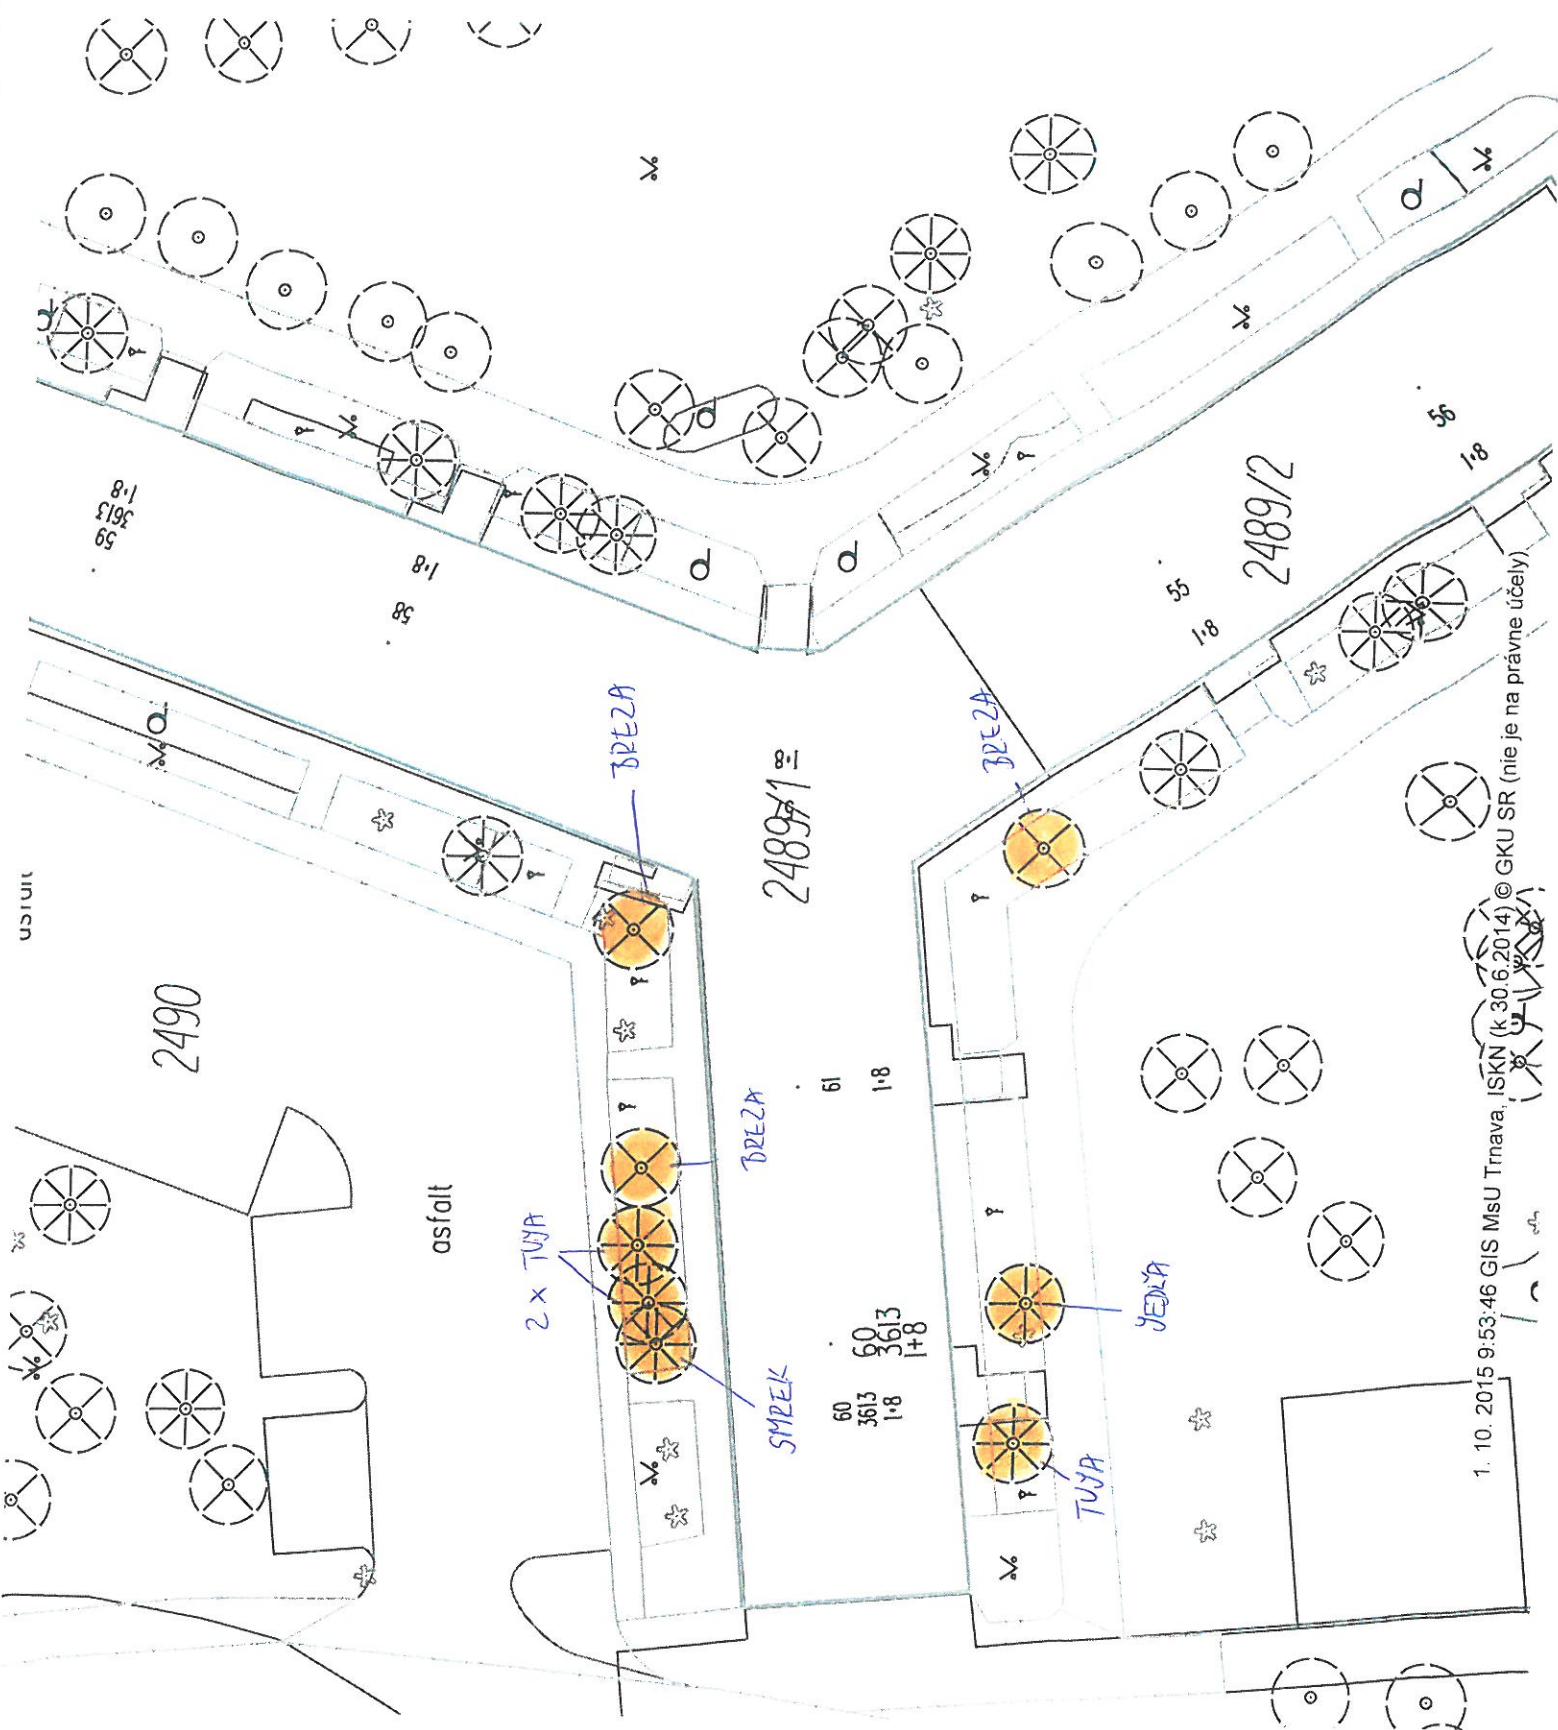 59
3613
1·8
58
1·8
56
1·8
2489/2
55
1·8
BREZA
BREZA
2489/1
1·8
asfalt
2490
BREZA
61
1·8
asfalt
2 x TUJA
SMREK
60
3613
1+8
60
3613
1·8
JEDĽA
TUJA
1. 10. 2015 9:53:46 GIS MsU Trnava, ISKN (k 30.6.2014) © GKU SR (nie je na právne účely)